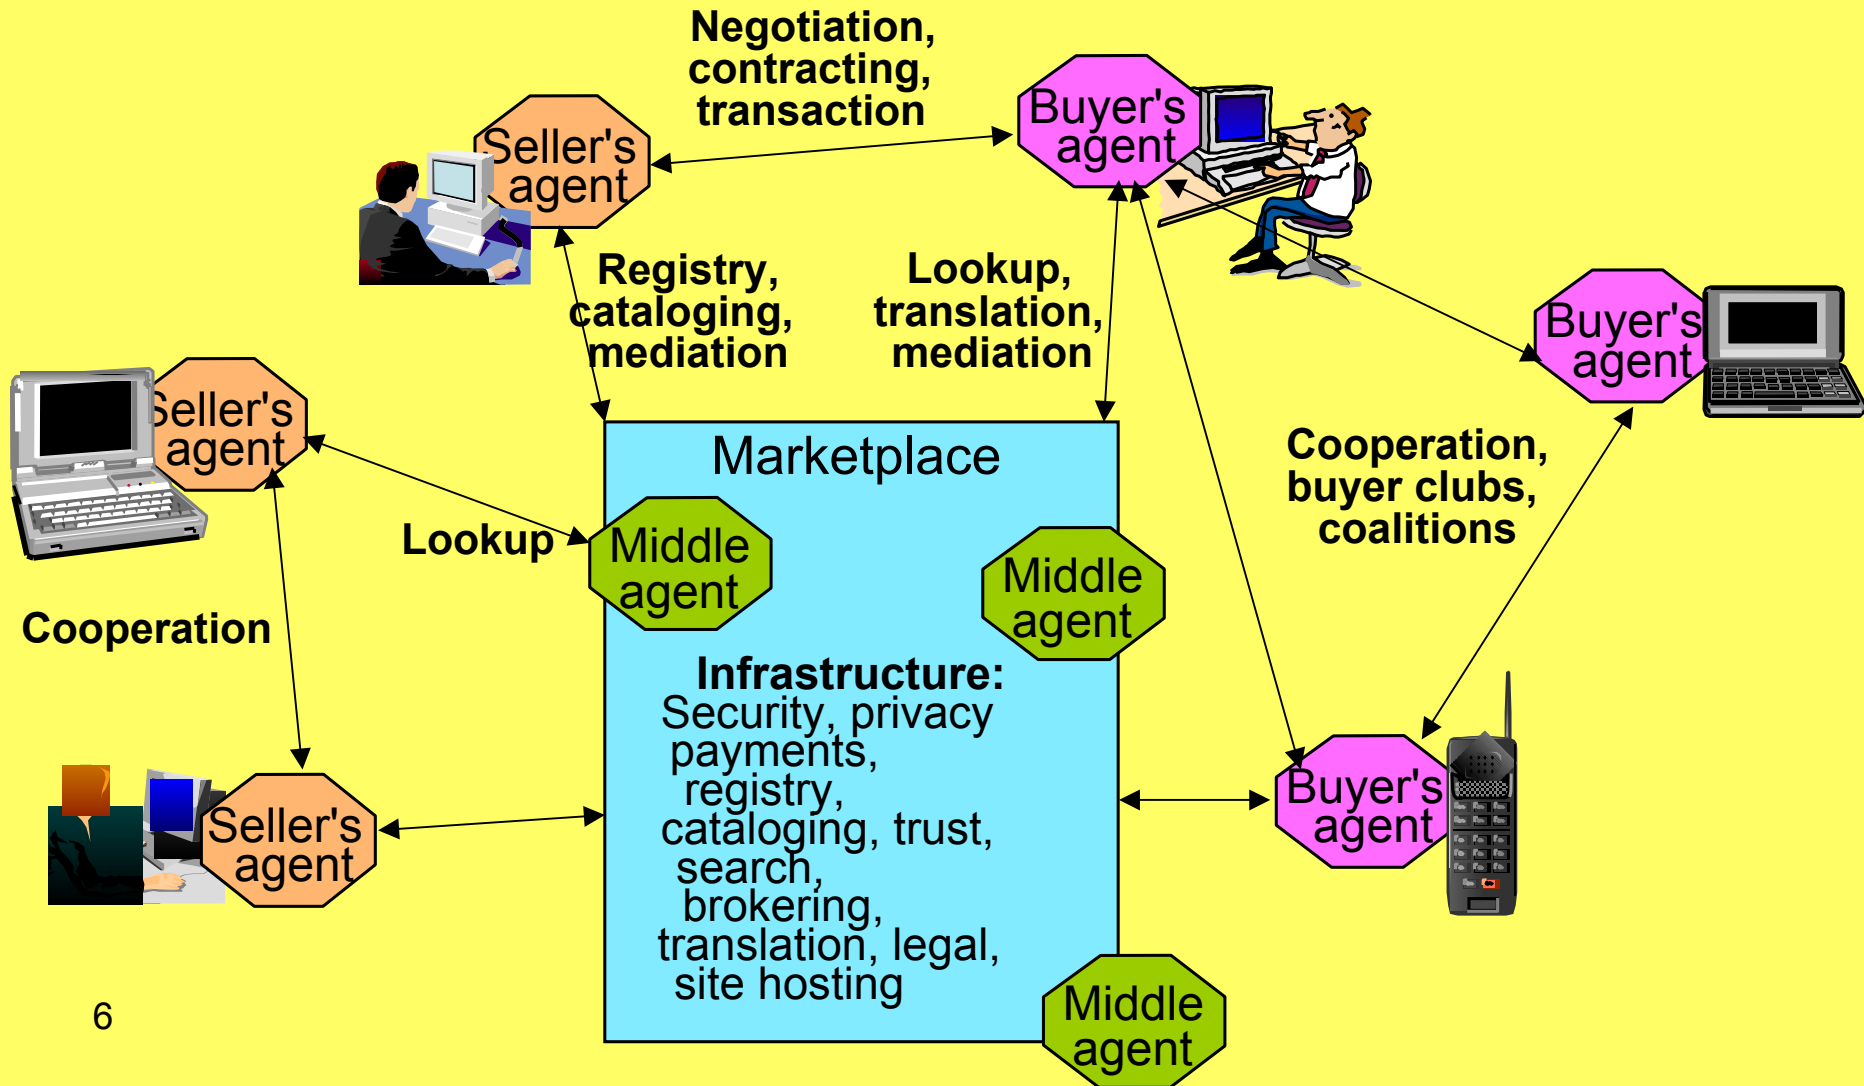 Negotiation,
contracting,
transaction
Buyer's
agent
Seller's
agent
Registry,
cataloging,
mediation
Lookup,
translation,
mediation
Buyer's
agent
Seller's
agent
Marketplace
Cooperation,
buyer clubs,
coalitions
Lookup
Middle
agent
Middle
agent
Cooperation
Infrastructure:
Security, privacy
payments,
registry,
cataloging, trust,
search,
brokering,
translation, legal,
site hosting
Buyer's
agent
Seller's
agent
Middle
agent
6